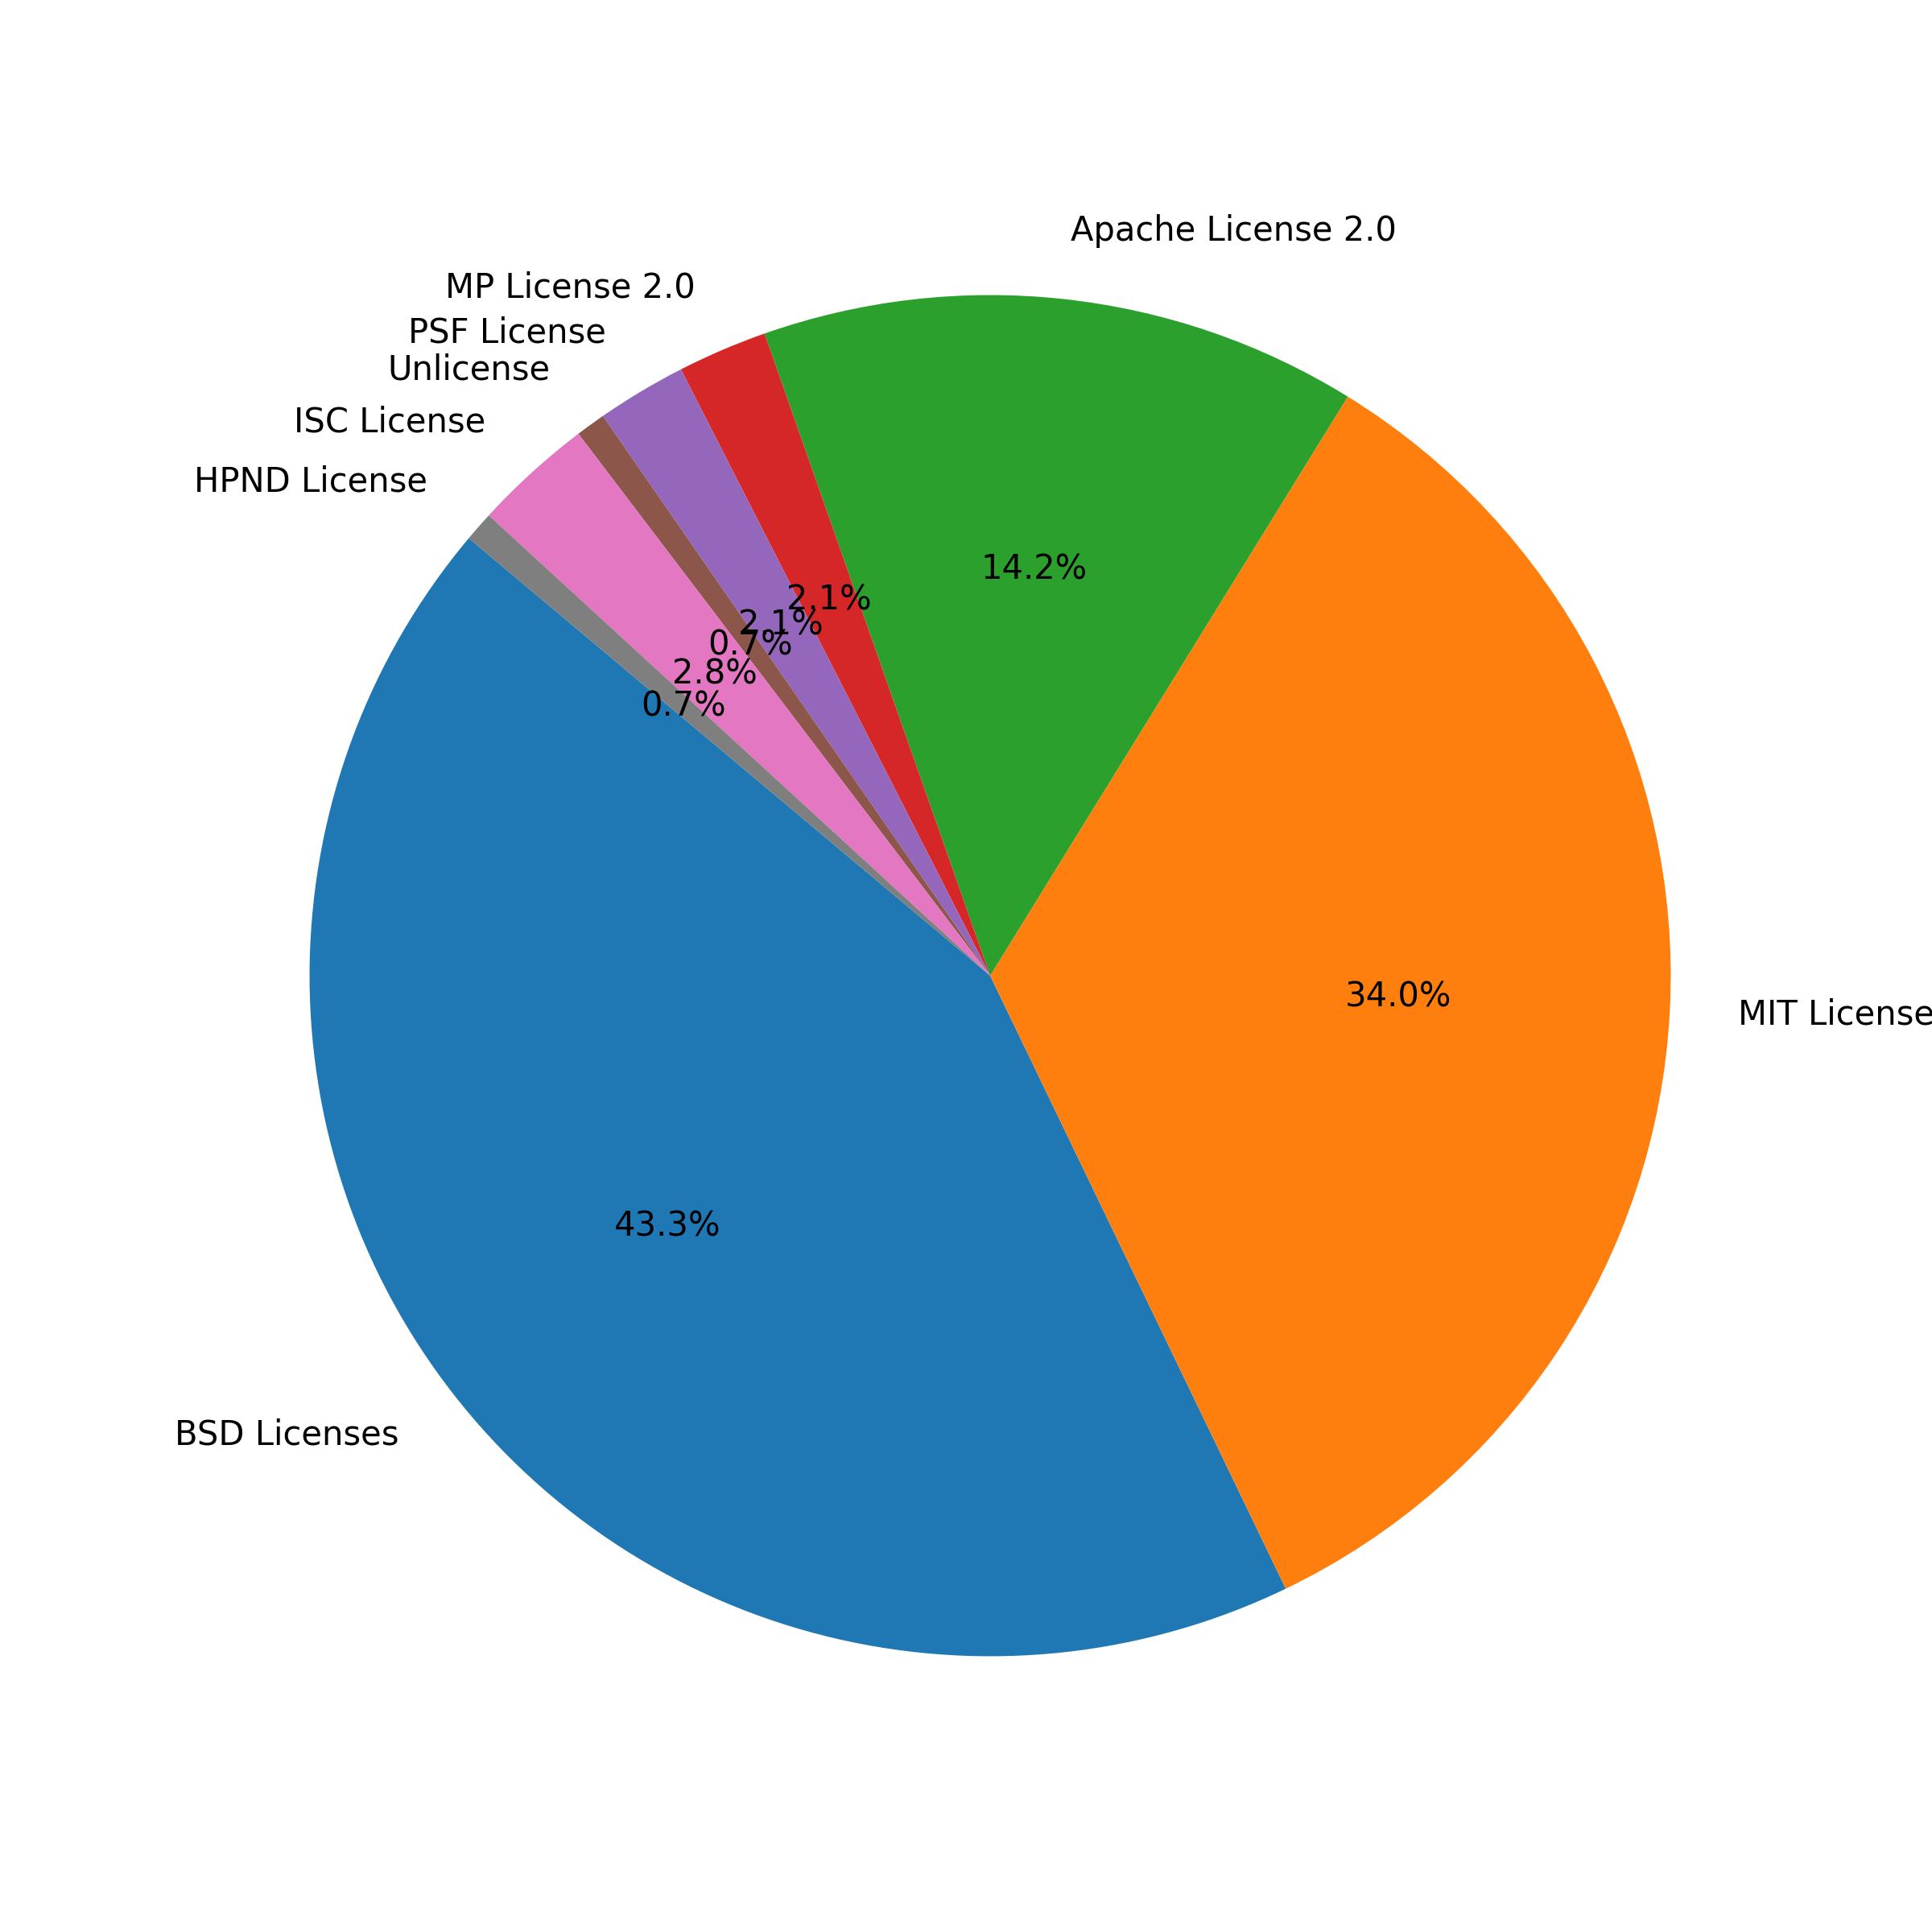 Apache License 2.0
MP License 2.0
PSF License
Unlicense
ISC License
HPND License
14.2%
2.1%
2.1%
0.7%
2.8%
0.7%
34.0%
MIT License
43.3%
BSD Licenses